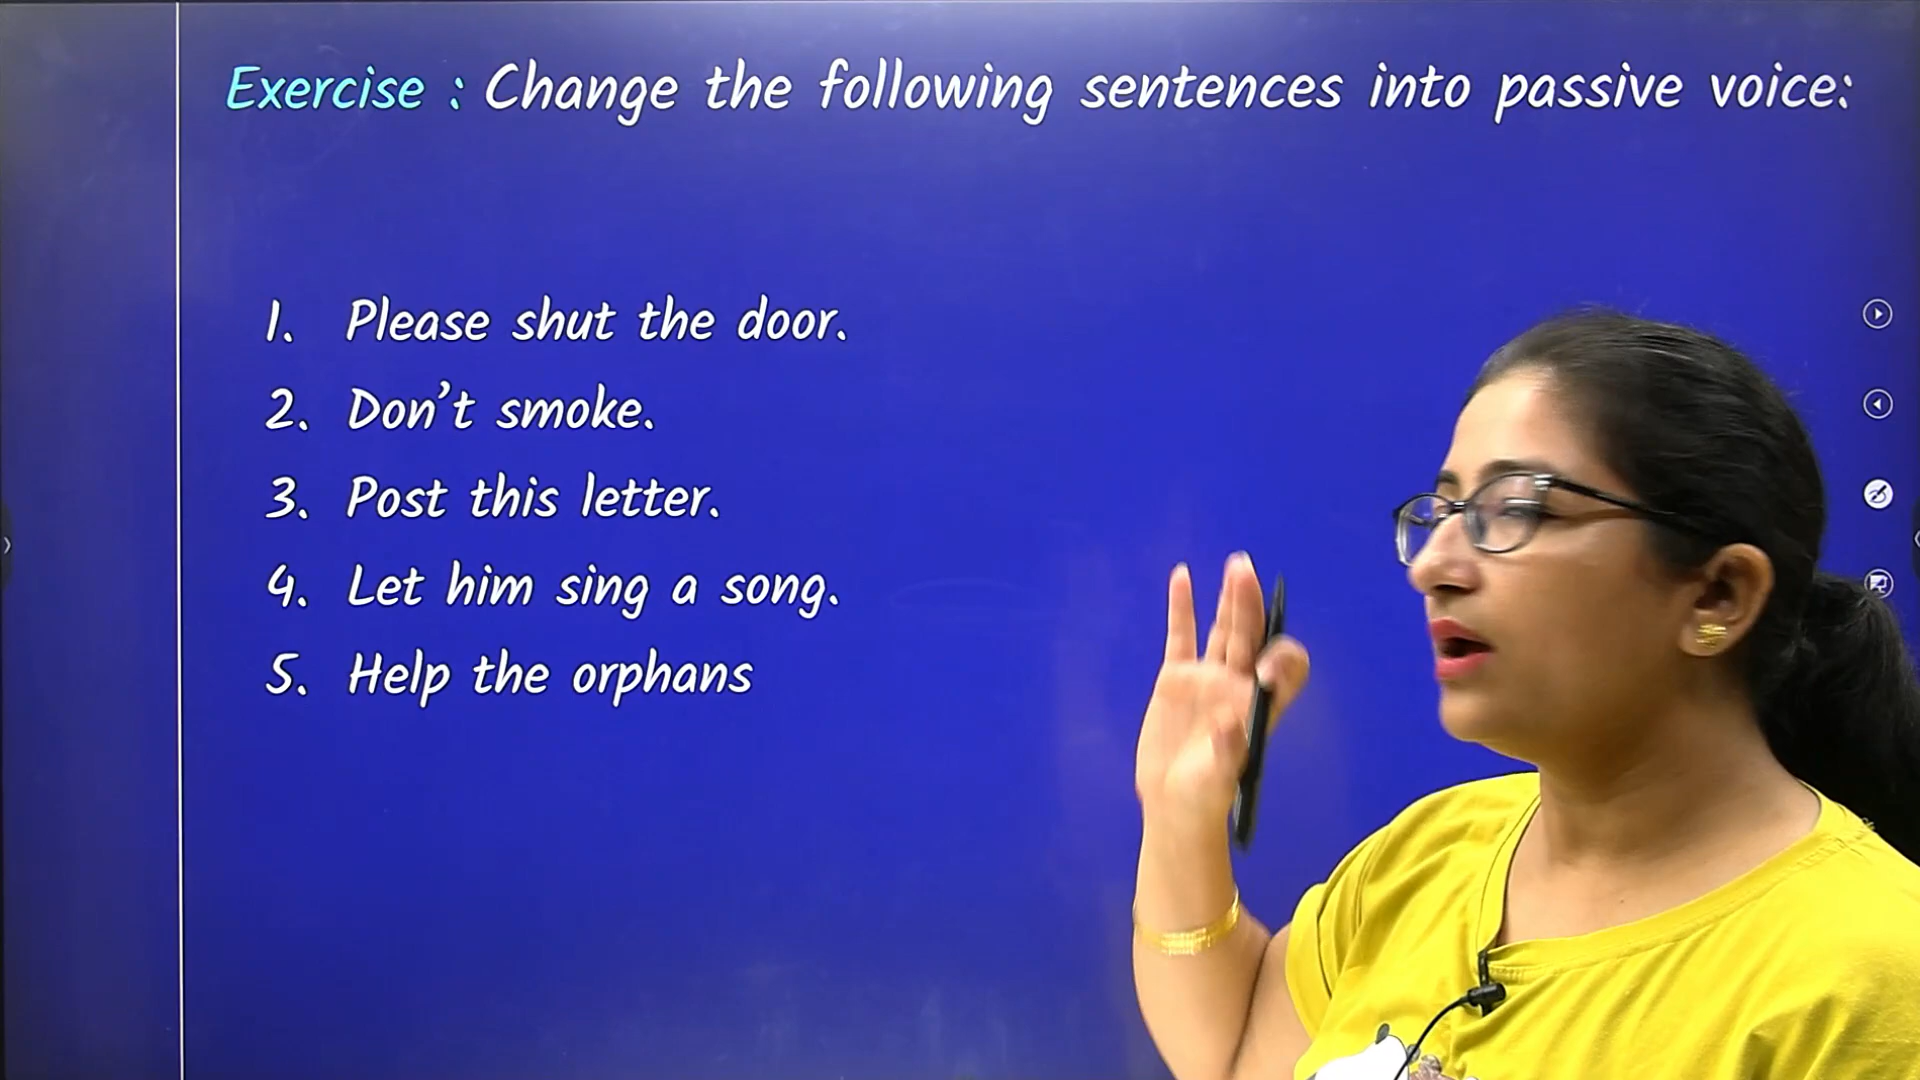 Exercise : Change the following sentences into passive voice:
1. Please shut the door.
2. Don't smoke.
3. Post this letter.
4. Let him sing a song.
5. Help the orphans